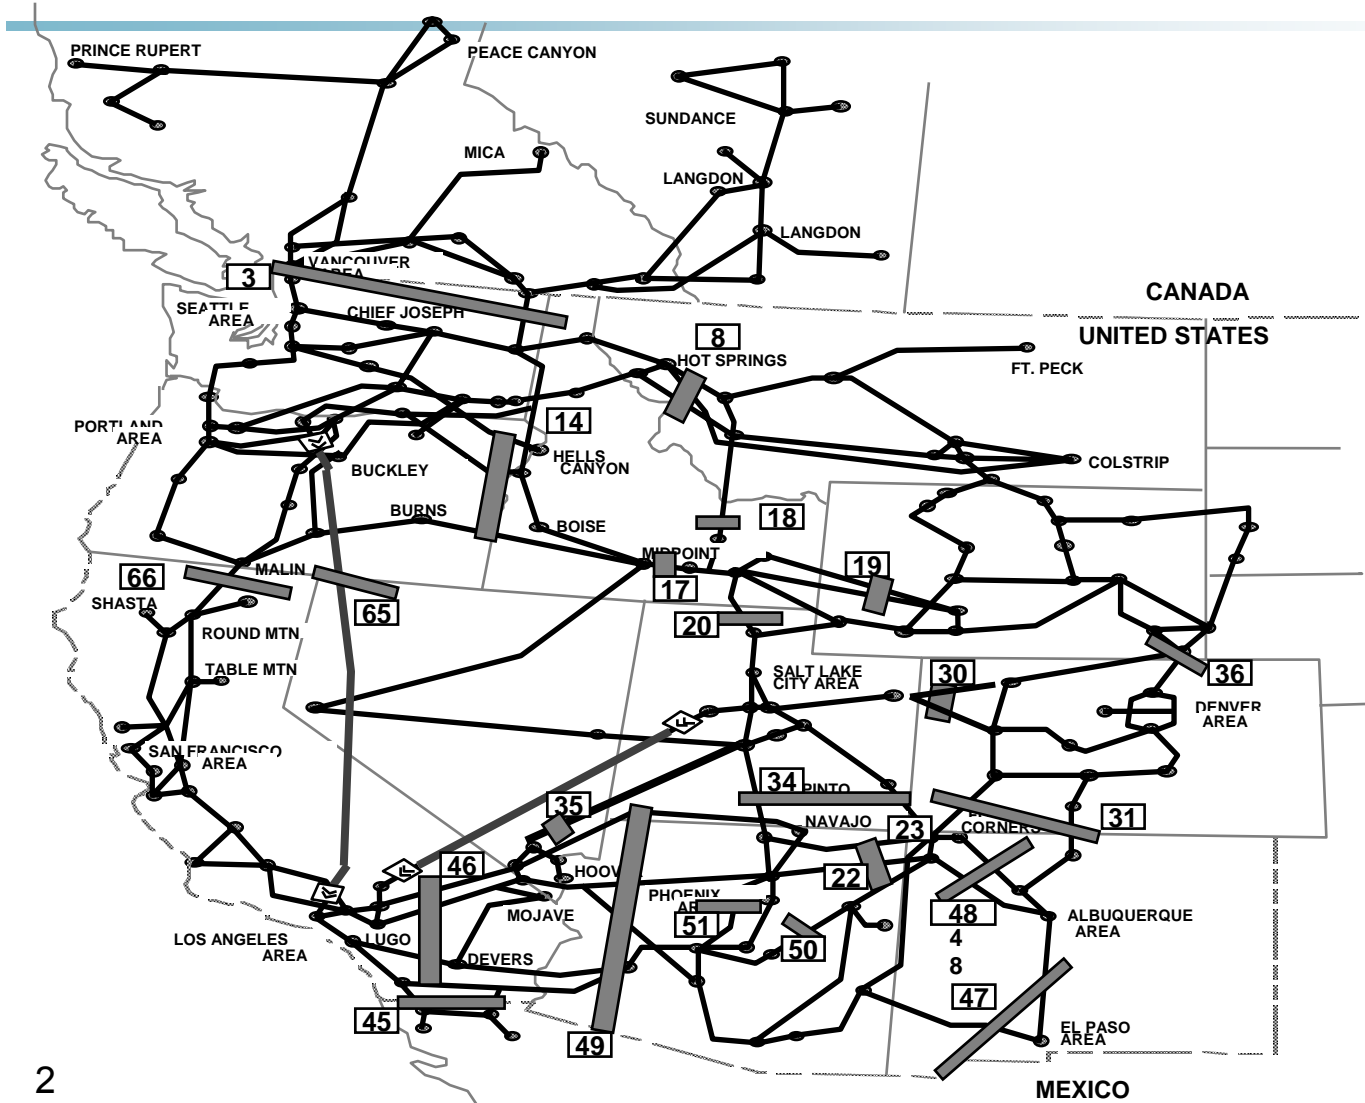 PRINCE RUPERT
PEACE CANYON
SUNDANCE
MICA
LANGDON
LANGDON
3
VANCOUVER
AREA
CANADA
SEATTLE
AREA
CHIEF JOSEPH
UNITED STATES
8
HOT SPRINGS
FT. PECK
14
PORTLAND
AREA
HELLS
CANYON
BUCKLEY
COLSTRIP
BURNS
BOISE
18
MIDPOINT
66
MALIN
17
19
SHASTA
65
20
ROUND MTN
TABLE MTN
SALT LAKE
CITY AREA
30
36
DENVER
AREA
SAN FRANCISCO
AREA
34
PINTO
35
NAVAJO
23
CORNERS
31
46
HOOV
22
PHOENIX
MOJAVE
51
48
ALBUQUERQUE
AREA
LOS ANGELES
AREA
LUGO
50
4
8
DEVERS
47
45
49
EL PASO
AREA
2
MEXICO